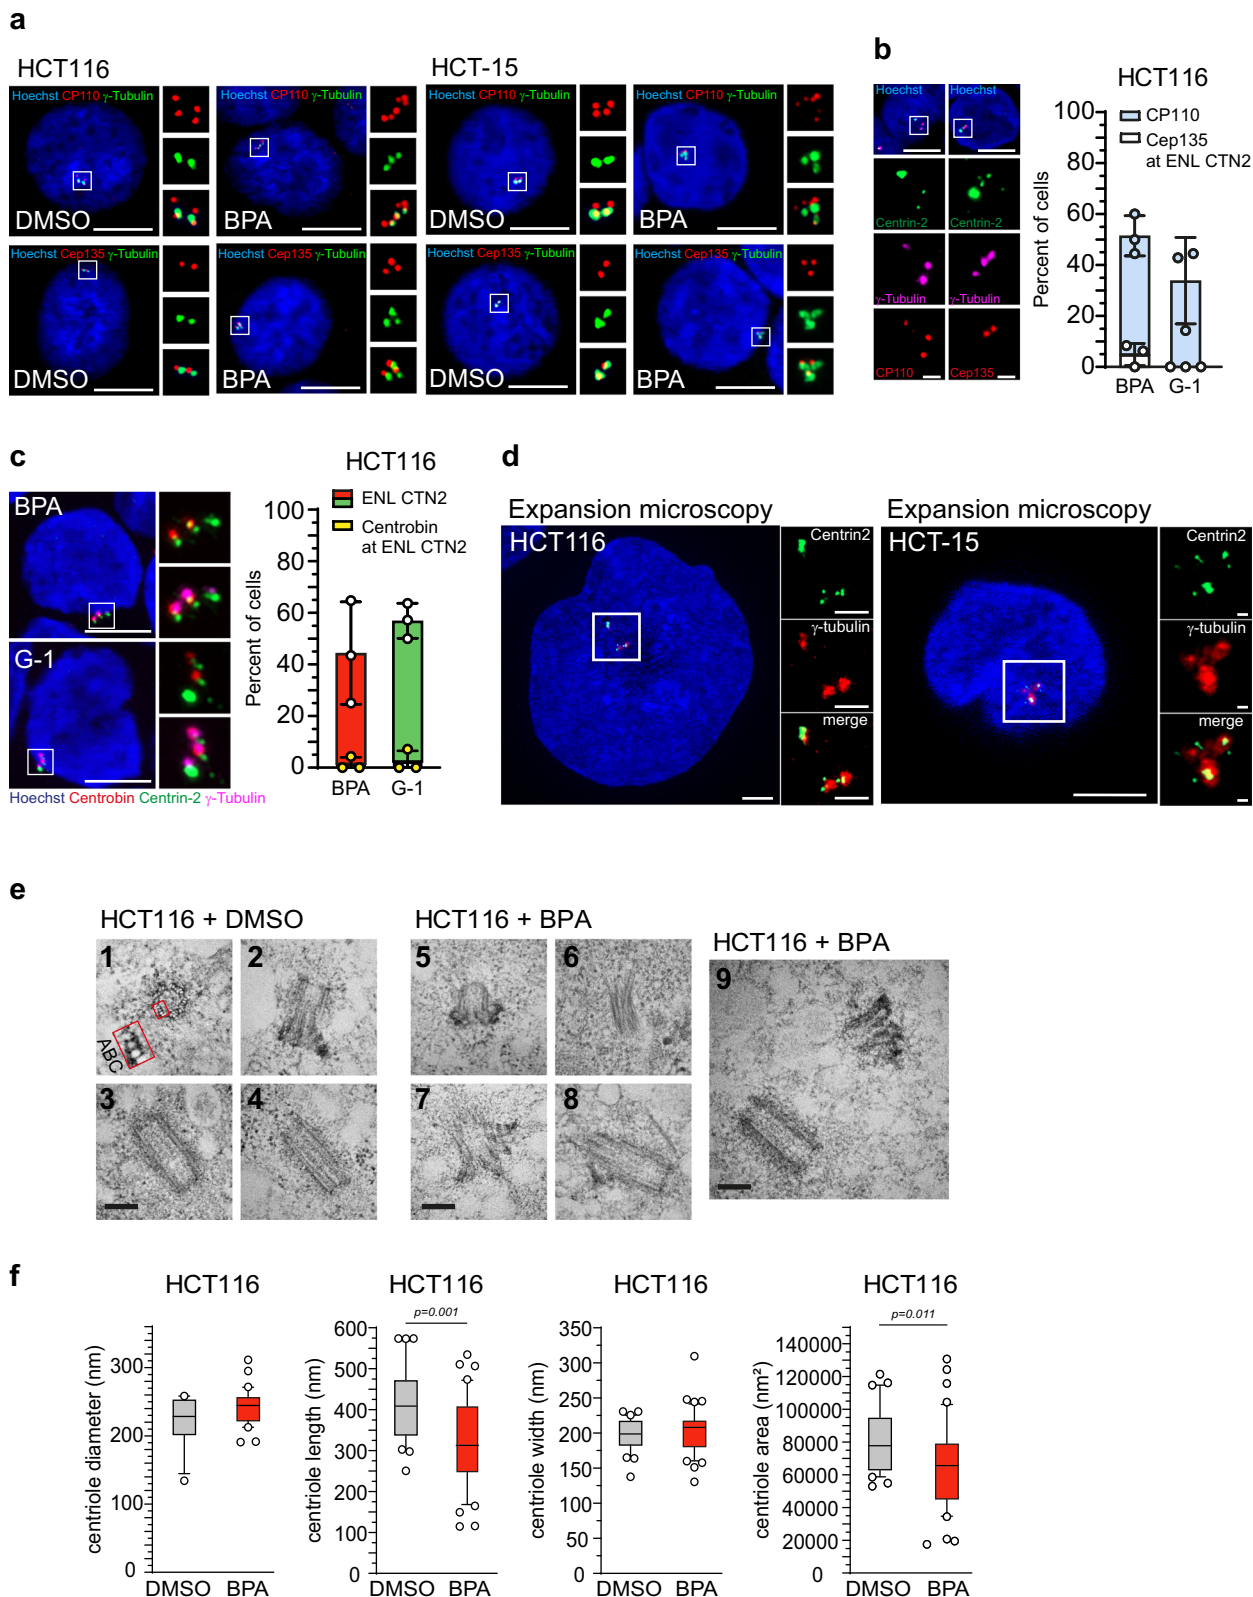 a
HCT116
HCT-15
Hoechst CP110 γ-Tubulin
DMSO
Hoechst CP110 γ-Tubulin
BPA
Hoechst CP110 γ-Tubulin
DMSO
Hoechst CP110 γ-Tubulin
BPA
Hoechst Cep135 γ-Tubulin
DMSO
Hoechst Cep135 γ-Tubulin
BPA
Hoechst Cep135 γ-Tubulin
DMSO
Hoechst Cep135 γ-Tubulin
BPA
b
Hoechst
Hoechst
Centrin-2
Centrin-2
γ-Tubulin
γ-Tubulin
CP110
Cep135
HCT116
CP110
Cep135
at ENL CTN2
Percent of cells
100
80
60
40
20
0
BPA
G-1
c
BPA
G-1
Hoechst Centrobin Centrin-2 γ-Tubulin
HCT116
ENL CTN2
Centrobin
at ENL CTN2
Percent of cells
100
80
60
40
20
0
BPA
G-1
d
Expansion microscopy
HCT116
Centrin2
γ-tubulin
merge
Expansion microscopy
HCT-15
Centrin2
γ-tubulin
merge
e
HCT116 + DMSO
1
ABC
2
3
4
HCT116 + BPA
5
6
7
8
HCT116 + BPA
9
f
HCT116
centriole diameter (nm)
300
200
100
0
DMSO
BPA
HCT116
p=0.001
centriole length (nm)
600
500
400
300
200
100
0
DMSO
BPA
HCT116
centriole width (nm)
350
300
250
200
150
100
50
0
DMSO
BPA
HCT116
p=0.011
centriole area (nm²)
140000
120000
100000
80000
60000
40000
20000
0
DMSO
BPA